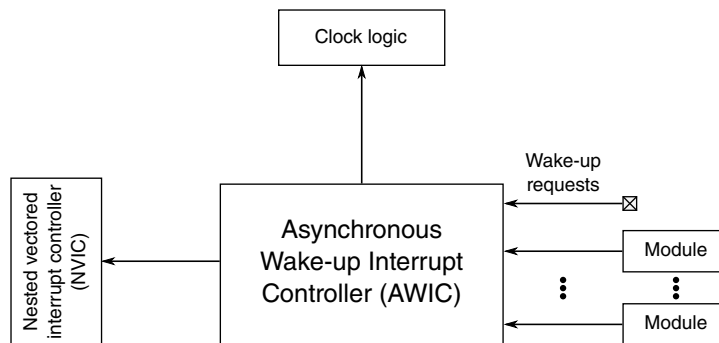 Clock logic
Wake-up
requests
Nested vectored
interrupt controller
(NVIC)
Asynchronous
Wake-up Interrupt
Controller (AWIC)
Module
Module